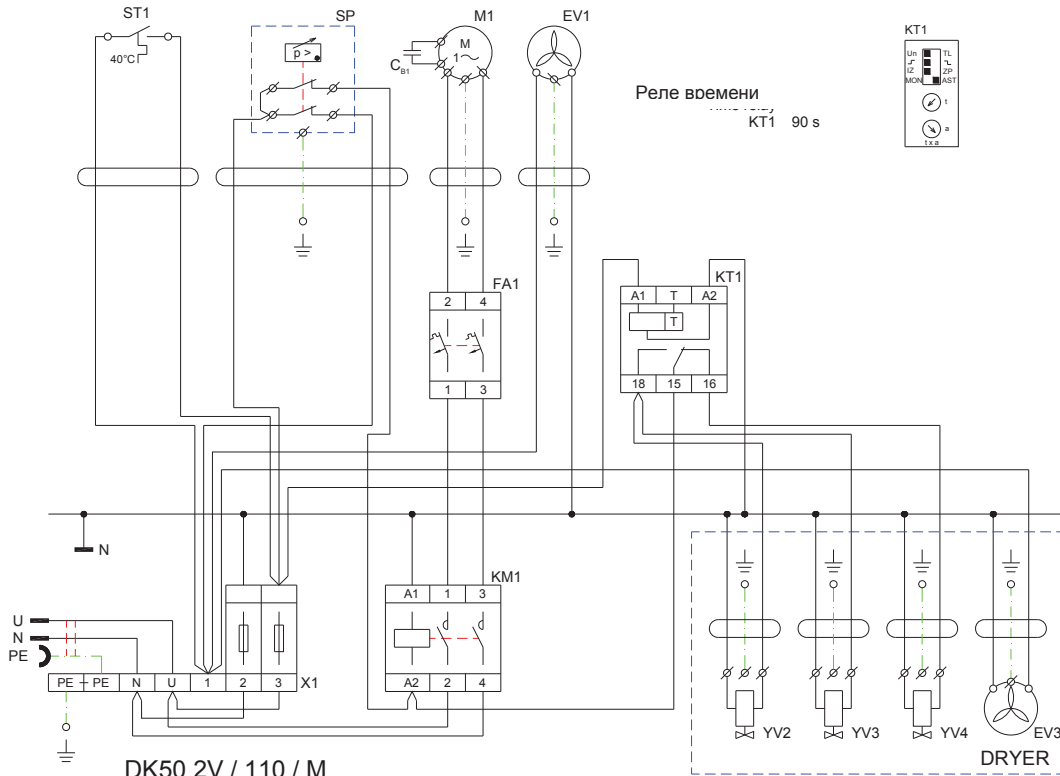 ST1
SP
M1
EV1
KT1
Un TL
IZ ZP
MON AST
t
a
t x a
40°C
p >
C B1
M
1~
Реле времени
KT1 90 s
FA1
2 4
1 3
KT1
A1 T A2
T
18 15 16
N
KM1
A1 1 3
A2 2 4
U
N
PE
PE PE N U 1 2 3 X1
YV2
YV3
YV4
EV3
DRYER
DK50 2V / 110 / M